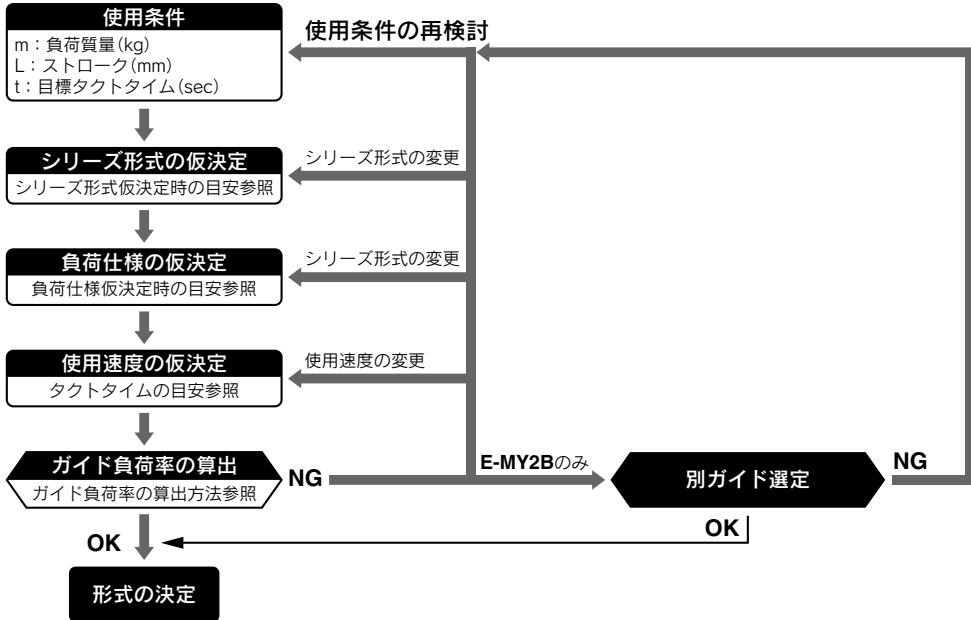 使用条件
m：負荷質量(kg)
L：ストローク(mm)
t：目標タクトタイム(sec)
使用条件の再検討
シリーズ形式の仮決定
シリーズ形式仮決定時の目安参照
シリーズ形式の変更
負荷仕様の仮決定
負荷仕様仮決定時の目安参照
シリーズ形式の変更
使用速度の仮決定
タクトタイムの目安参照
使用速度の変更
ガイド負荷率の算出
ガイド負荷率の算出方法参照
NG
E-MY2Bのみ
別ガイド選定
NG
OK
OK
形式の決定